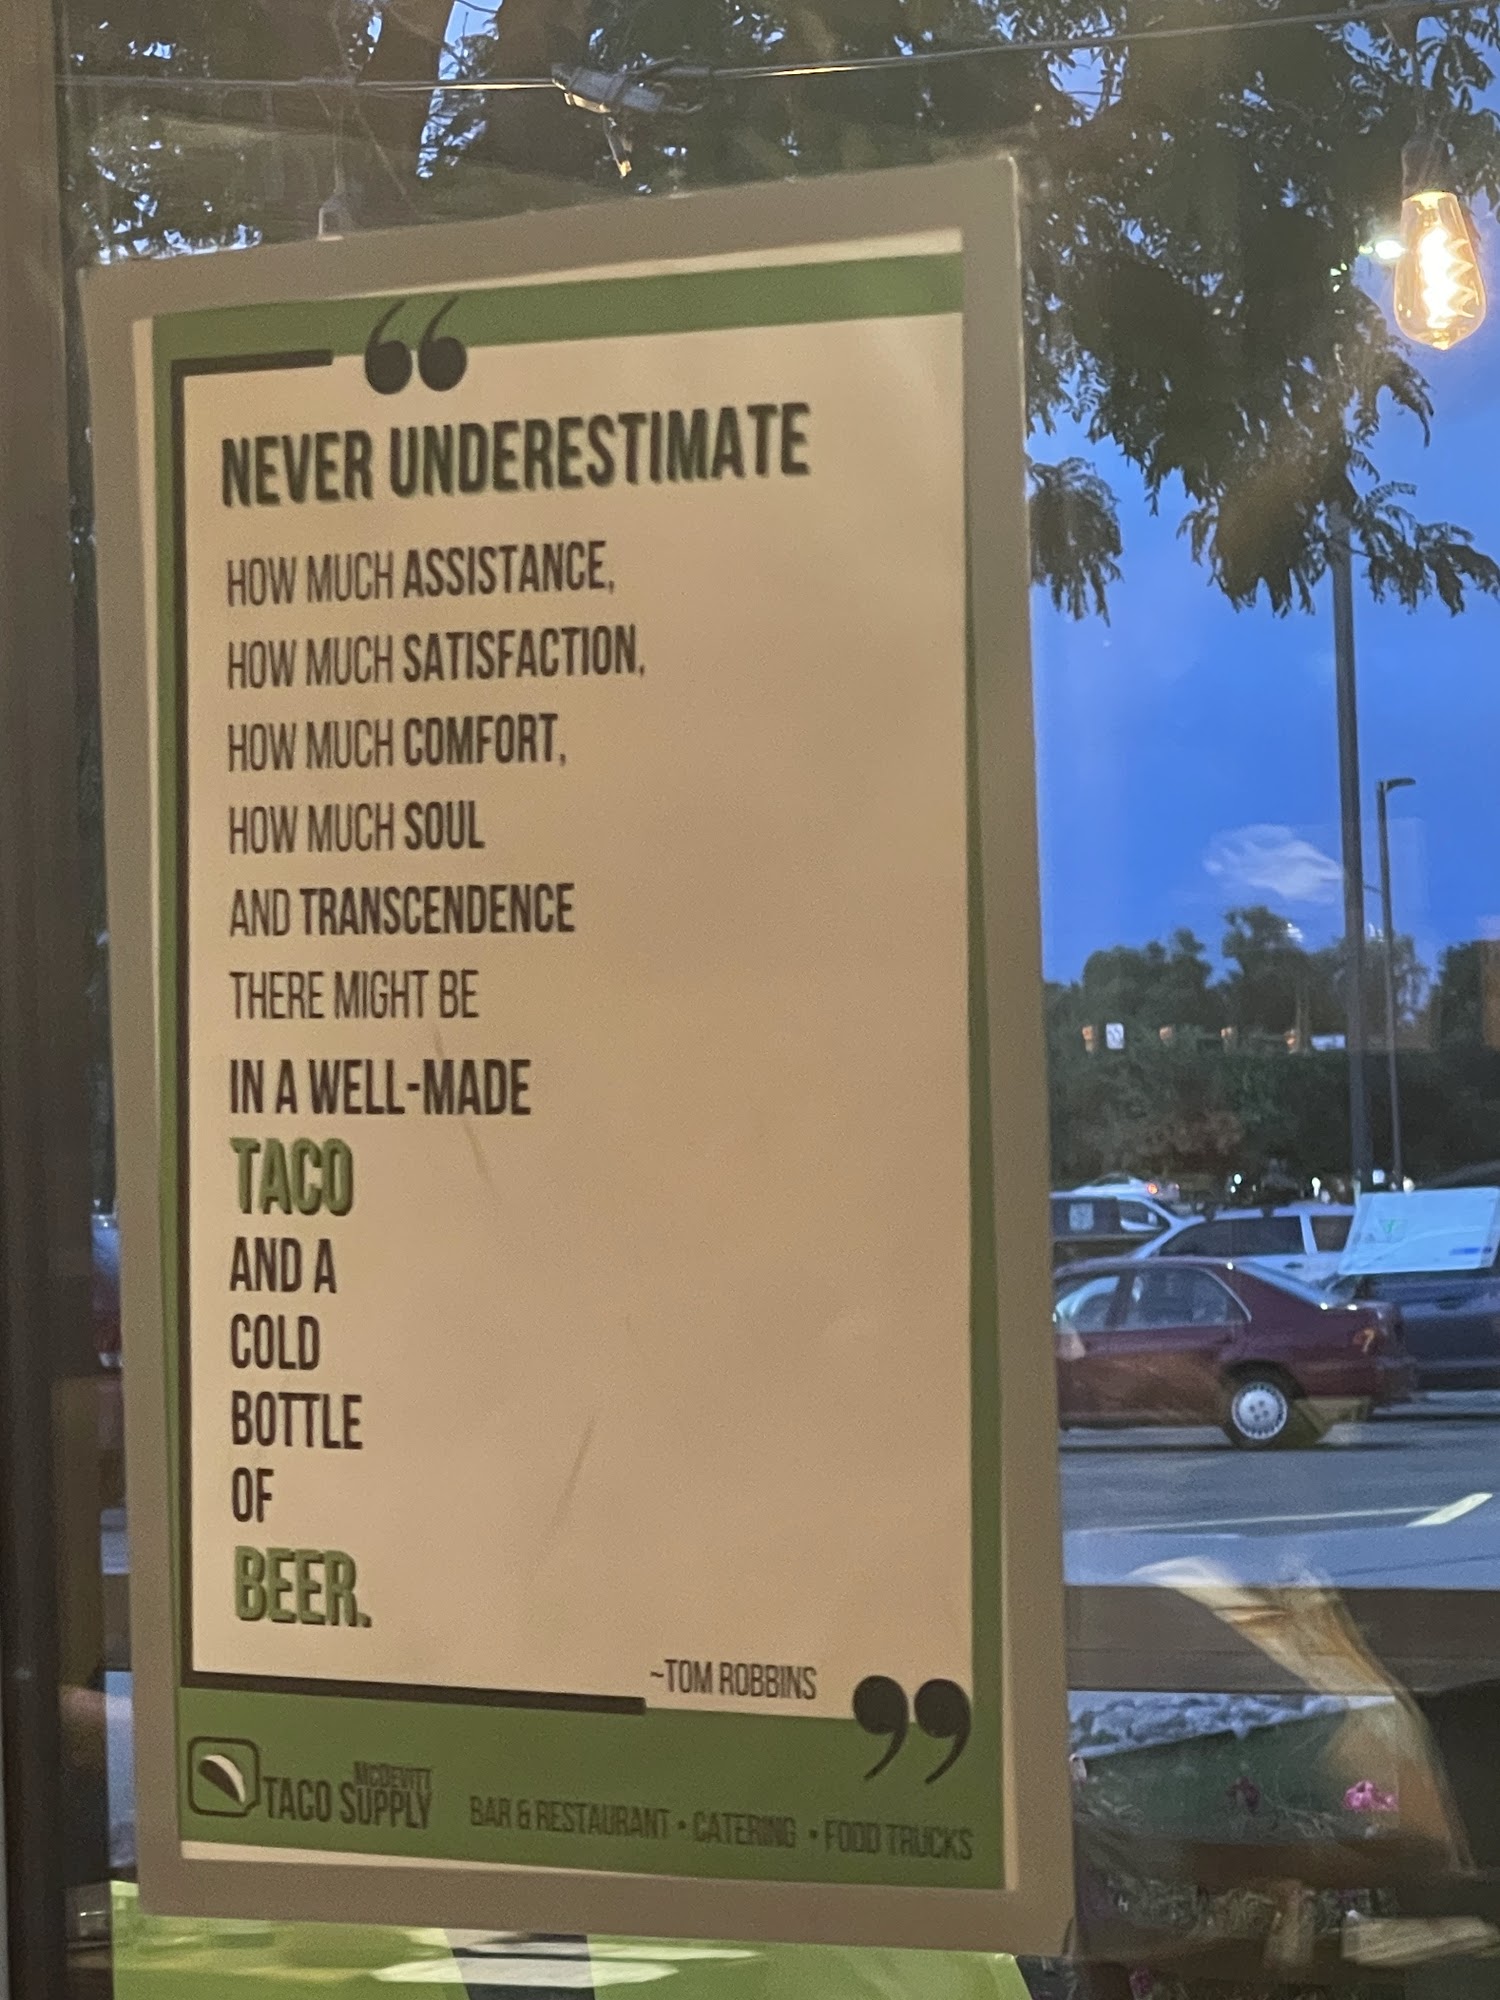 “
NEVER UNDERESTIMATE
HOW MUCH ASSISTANCE,
HOW MUCH SATISFACTION,
HOW MUCH COMFORT,
HOW MUCH SOUL
AND TRANSCENDENCE
THERE MIGHT BE
IN A WELL-MADE
TACO
AND A
COLD
BOTTLE
OF
BEER.
~TOM ROBBINS
”
MCDEVITT
TACO SUPPLY
BAR & RESTAURANT • CATERING • FOOD TRUCKS